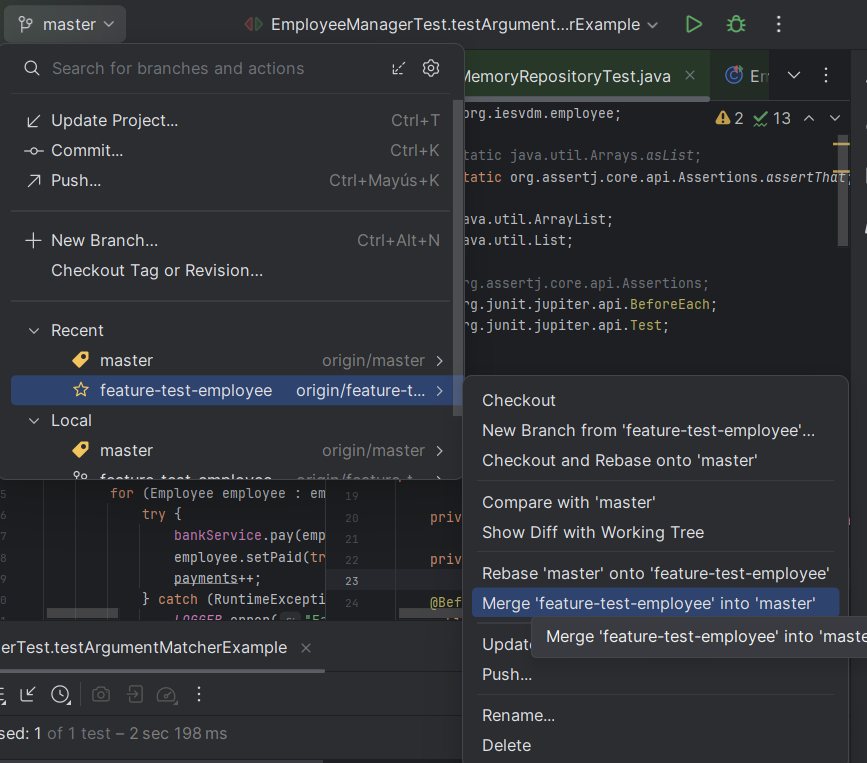 master
EmployeeManagerTest.testArgument...rExample
Search for branches and actions
MemoryRepositoryTest.java
Update Project... Ctrl+T
Commit... Ctrl+K
Push... Ctrl+Mayús+K
New Branch... Ctrl+Alt+N
Checkout Tag or Revision...
Recent
master origin/master
feature-test-employee origin/feature-t...
Local
master origin/master
feature-test-employee origin/feature-t
org.iesvdm.employee;
2 13
tatic java.util.Arrays.asList;
tatic org.assertj.core.api.Assertions.assertThat;
ava.util.ArrayList;
ava.util.List;
rg.assertj.core.api.Assertions;
rg.junit.jupiter.api.BeforeEach;
rg.junit.jupiter.api.Test;
Checkout
New Branch from 'feature-test-employee'...
Checkout and Rebase onto 'master'
Compare with 'master'
Show Diff with Working Tree
Rebase 'master' onto 'feature-test-employee'
Merge 'feature-test-employee' into 'master'
Merge 'feature-test-employee' into 'maste
Updat
Push...
Rename...
Delete
5 for (Employee employee : em
6 try {
7 bankService.pay(emp
8 employee.setPaid(tr
9 payments++;
0 } catch (RuntimeExcepti
19
20 priv
21
22 priv
23
24 @Bef
erTest.testArgumentMatcherExample
sed: 1 of 1 test – 2 sec 198 ms